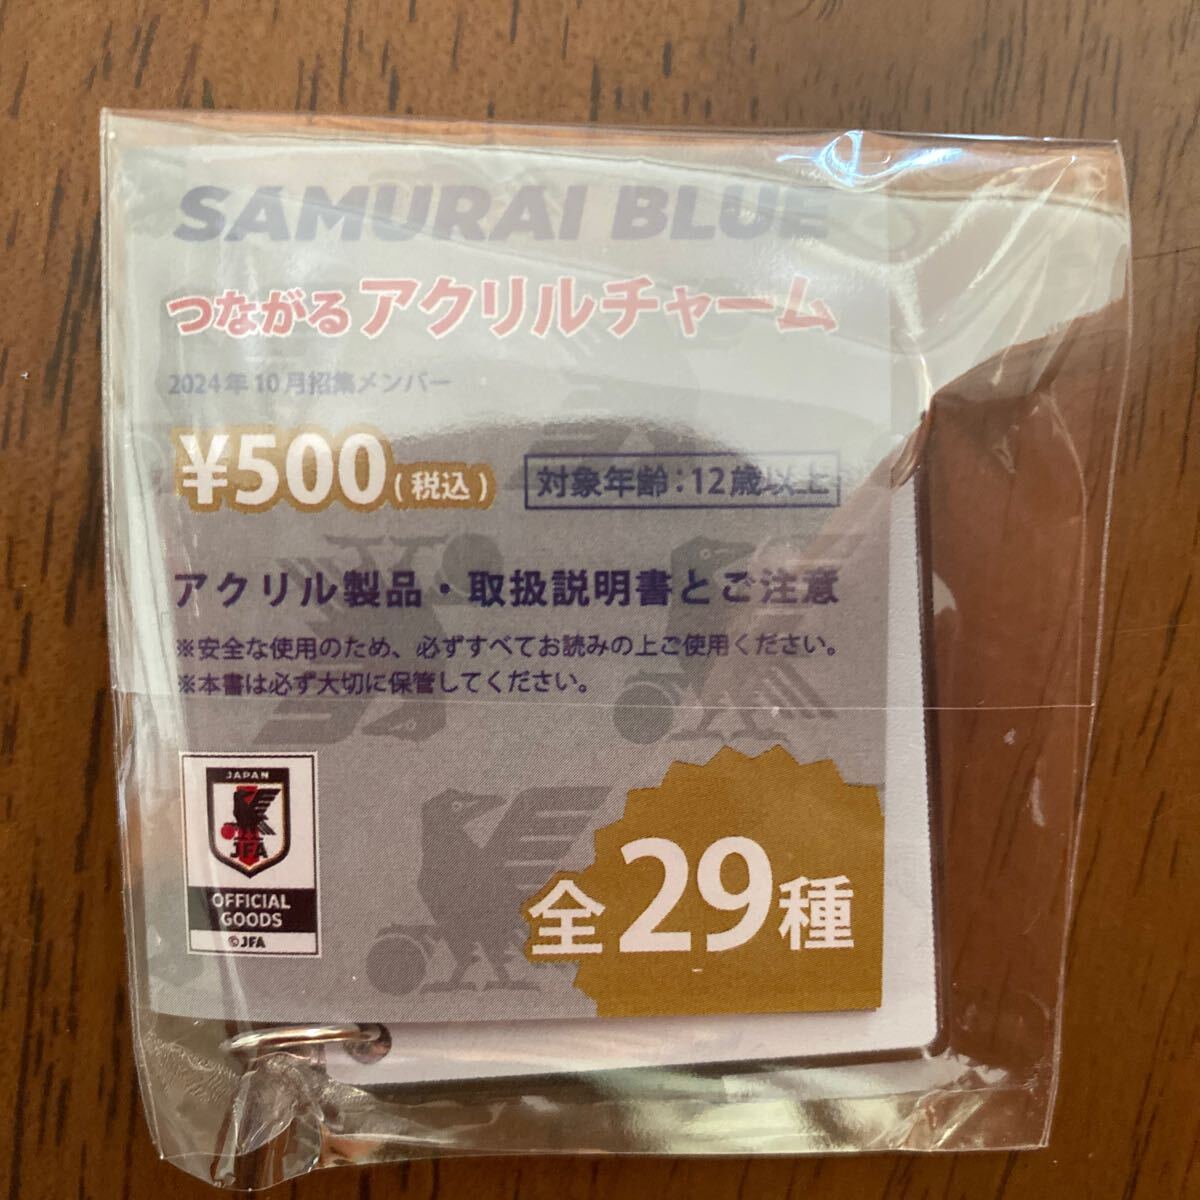 SAMURAI BLUE
つながるアクリルチャーム
2024年10月招集メンバー
¥500(税込)
対象年齢:12歳以上
アクリル製品・取扱説明書とご注意
※安全な使用のため、必ずすべてお読みの上ご使用ください。
※本書は必ず大切に保管してください。
JAPAN
JFA
OFFICIAL
GOODS
©JFA
全29種